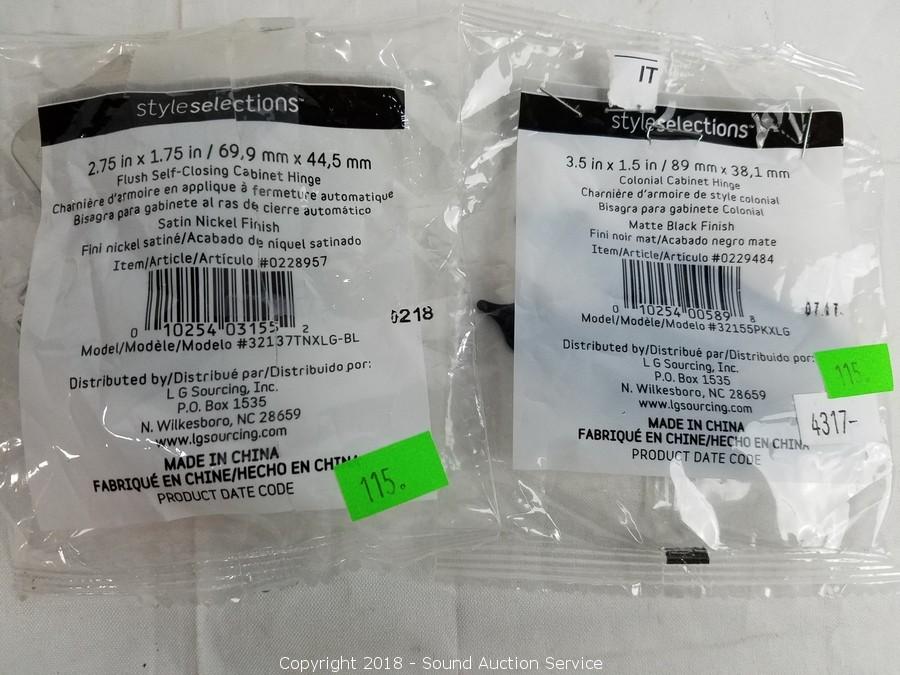 styleselections™
2.75 in x 1.75 in / 69,9 mm x 44,5 mm
Flush Self-Closing Cabinet Hinge
Charnière d'armoire en applique à fermeture automatique
Bisagra para gabinete al ras de cierre automático
Satin Nickel Finish
Fini nickel satiné/Acabado de níquel satinado
Item/Article/Artículo #0228957
0 10254 03155 2
Model/Modèle/Modelo #32137TNXLG-BL
0218
Distributed by/Distribué par/Distribuido por:
L G Sourcing, Inc.
P.O. Box 1535
N. Wilkesboro, NC 28659
www.lgsourcing.com
MADE IN CHINA
FABRIQUÉ EN CHINE/HECHO EN CHINA
PRODUCT DATE CODE
115.
IT
styleselections™
3.5 in x 1.5 in / 89 mm x 38,1 mm
Colonial Cabinet Hinge
Charnière d'armoire de style colonial
Bisagra para gabinete Colonial
Matte Black Finish
Fini noir mat/Acabado negro mate
Item/Article/Artículo #0229484
0 10254 00589 8
Model/Modèle/Modelo #32155PKXLG
Distributed by/Distribué par/Distribuido por:
L G Sourcing, Inc.
P.O. Box 1535
N. Wilkesboro, NC 28659
www.lgsourcing.com
MADE IN CHINA
FABRIQUÉ EN CHINE/HECHO EN CHINA
PRODUCT DATE CODE
115.
4317-
Copyright 2018 - Sound Auction Service